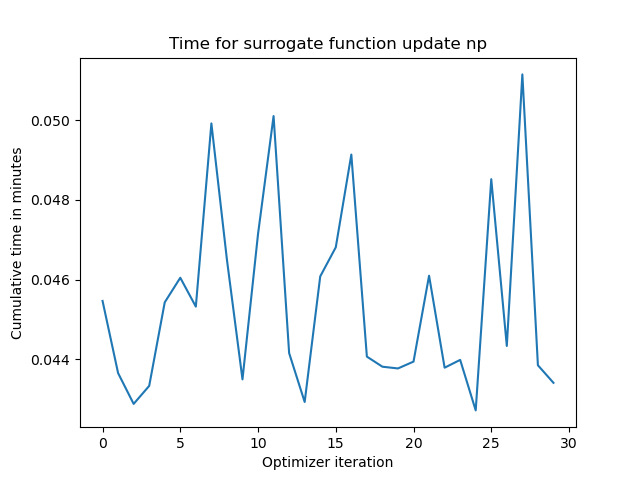 Time for surrogate function update np
Cumulative time in minutes
0.050
0.048
0.046
0.044
0 5 10 15 20 25 30
Optimizer iteration